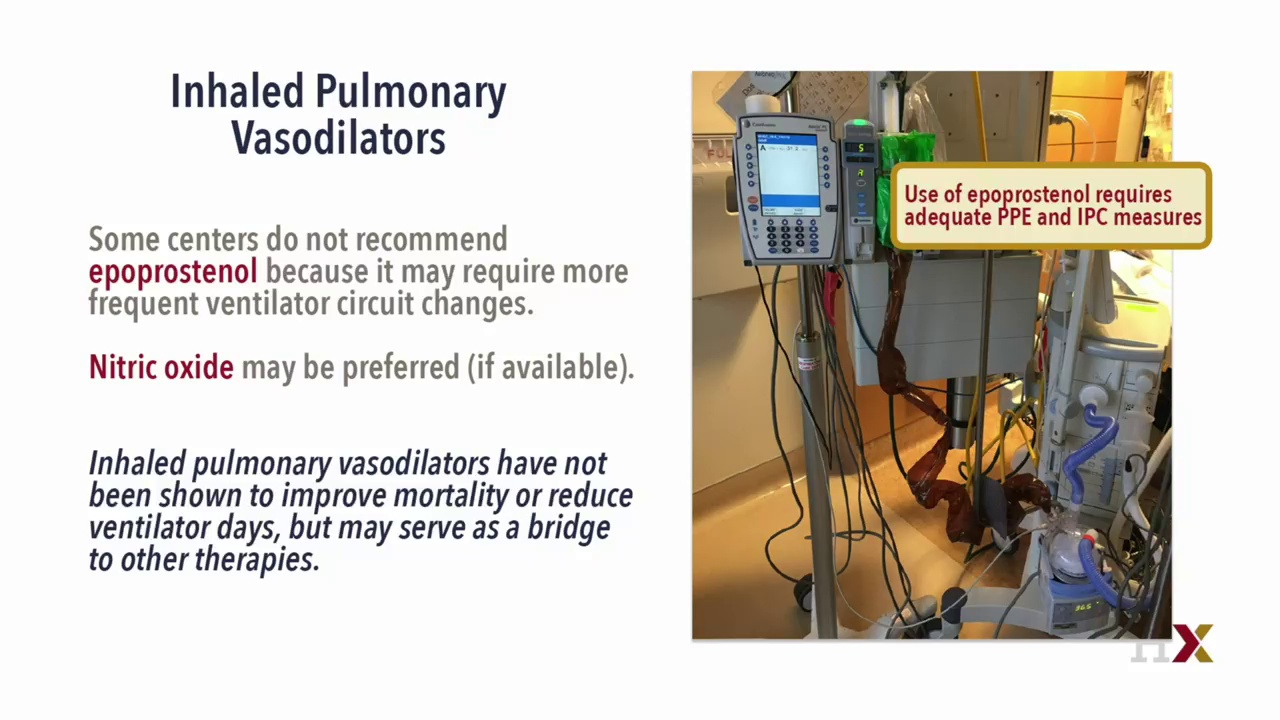 Inhaled Pulmonary
Vasodilators
Some centers do not recommend
epoprostenol because it may require more
frequent ventilator circuit changes.
Nitric oxide may be preferred (if available).
Inhaled pulmonary vasodilators have not
been shown to improve mortality or reduce
ventilator days, but may serve as a bridge
to other therapies.
Use of epoprostenol requires
adequate PPE and IPC measures
FUL
5
A
A
HX